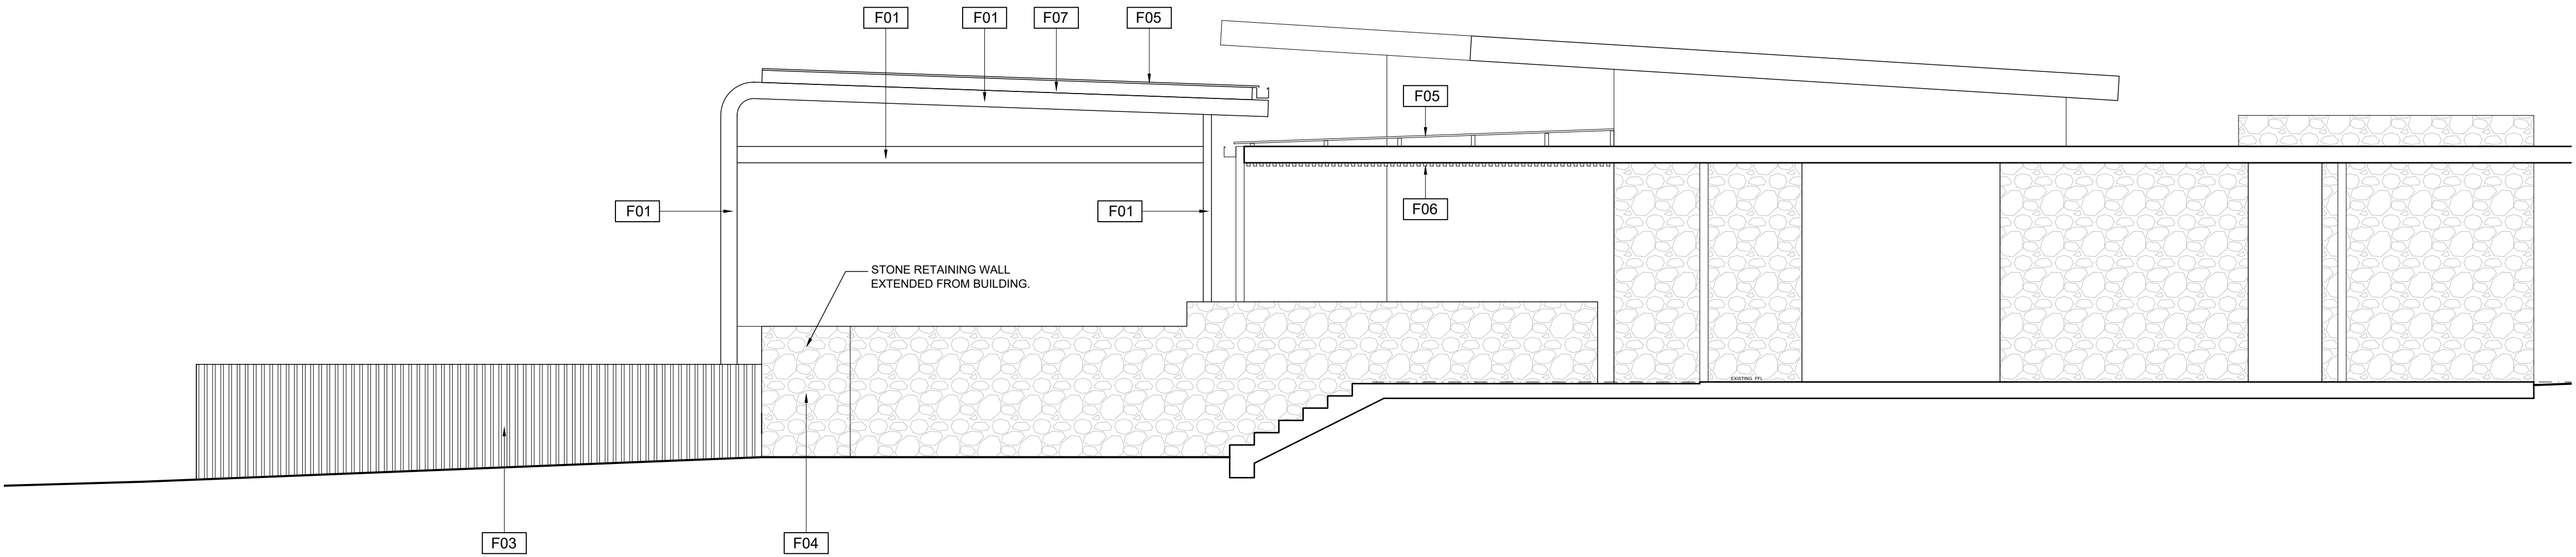 F01
F01
F07
F05
F05
F01
F01
F06
STONE RETAINING WALL
EXTENDED FROM BUILDING.
EXISTING FFL
F03
F04